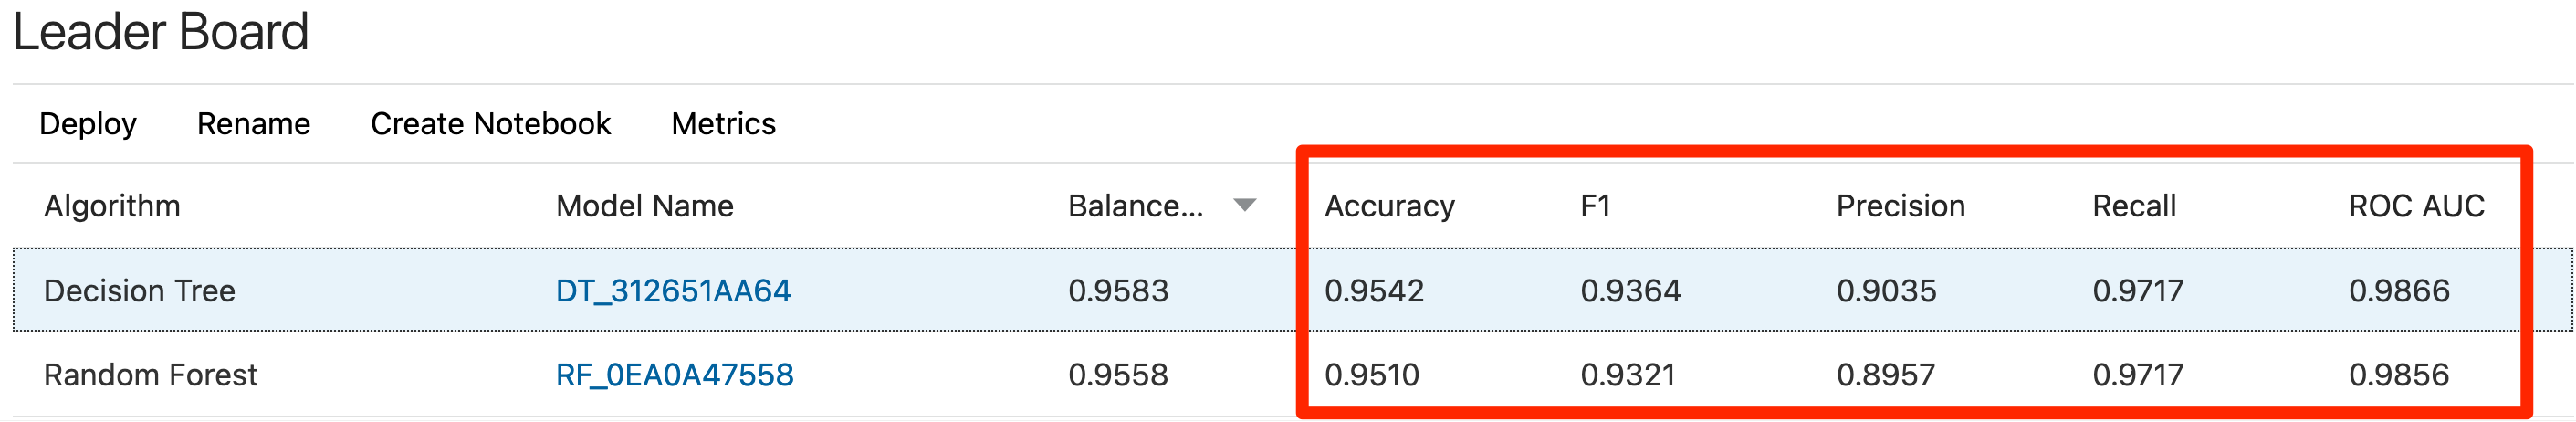 Leader Board
Deploy Rename Create Notebook Metrics
Algorithm Model Name Balance... Accuracy F1 Precision Recall ROC AUC
Decision Tree DT_312651AA64 0.9583 0.9542 0.9364 0.9035 0.9717 0.9866
Random Forest RF_0EA0A47558 0.9558 0.9510 0.9321 0.8957 0.9717 0.9856